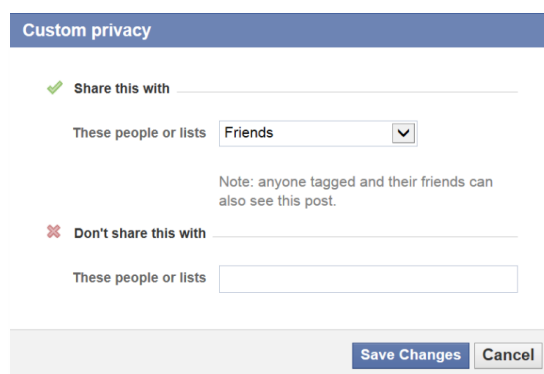 Custom privacy
Share this with
These people or lists Friends
Note: anyone tagged and their friends can
also see this post.
Don't share this with
These people or lists
Save Changes Cancel